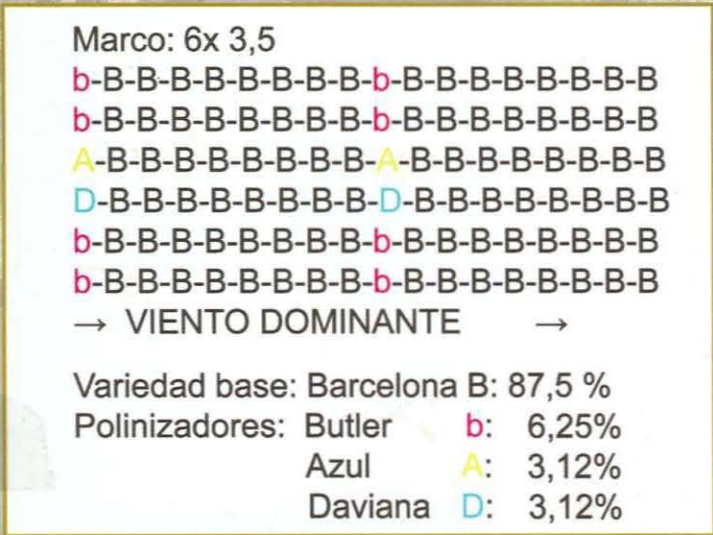 Marco: 6x 3,5
b-B-B-B-B-B-B-B-B-b-B-B-B-B-B-B-B-B
b-B-B-B-B-B-B-B-B-b-B-B-B-B-B-B-B-B
A-B-B-B-B-B-B-B-B-A-B-B-B-B-B-B-B-B
D-B-B-B-B-B-B-B-B-D-B-B-B-B-B-B-B-B
b-B-B-B-B-B-B-B-B-b-B-B-B-B-B-B-B-B
b-B-B-B-B-B-B-B-B-b-B-B-B-B-B-B-B-B
→ VIENTO DOMINANTE →
Variedad base: Barcelona B: 87,5 %
Polinizadores: Butler b: 6,25%
Azul A: 3,12%
Daviana D: 3,12%